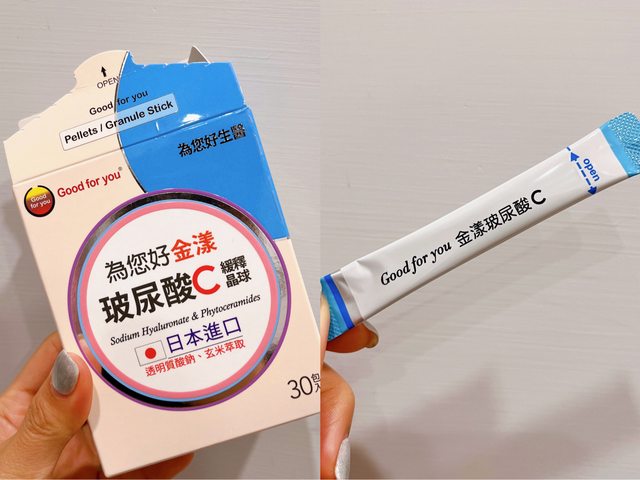 OPEN
Good for you
Pellets / Granule Stick
為您好生醫
Good for you
Good for you®
為您好金漾
玻尿酸C 緩釋晶球
Sodium Hyaluronate & Phytoceramides
日本進口
透明質酸鈉、玄米萃取
30包入
open
Good for you 金漾玻尿酸C